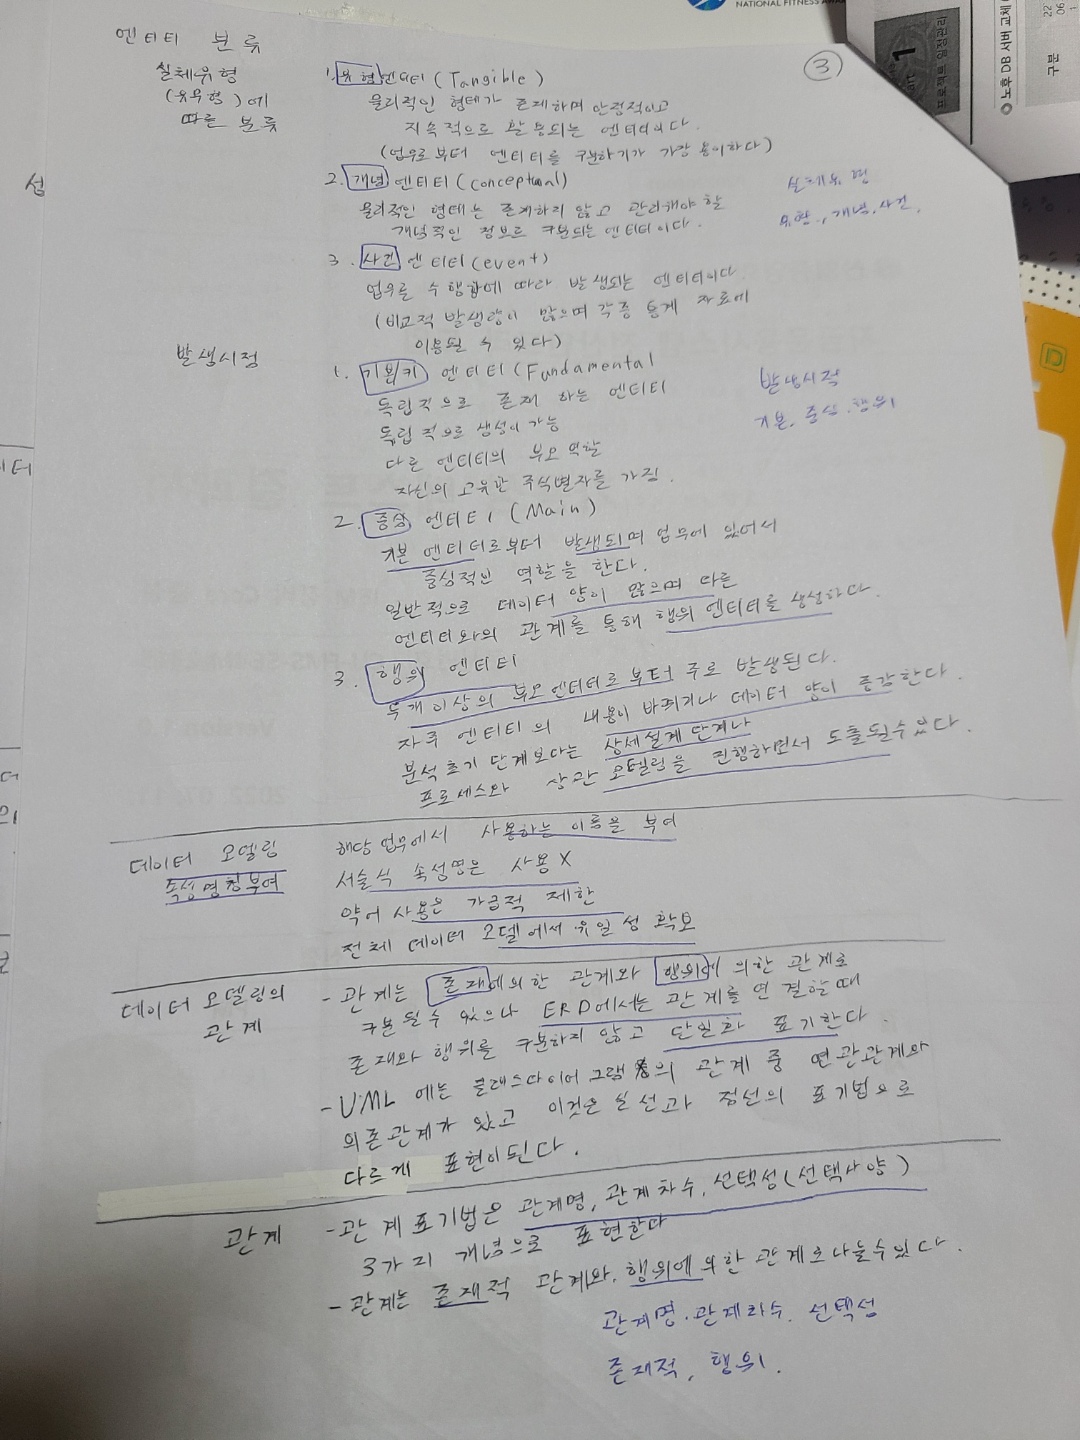 NATIONAL FITNESS
엔터티 분류
실체유형
(유무형)에
따른 분류
③
1. 유형엔터티(Tangible)
물리적인 형태가 존재하며 안정적이고
지속적으로 활용되는 엔터티이다.
(업무로부터 엔티티를 구분하기가 가장 용이하다)
2. 개념 엔티티(conceptual)
물리적인 형태는 존재하지 않고 관리해야 할
개념적인 정보로 구분되는 엔티티이다.
실체유형
유형, 개념, 사건,
3. 사건 엔티티(event)
업무를 수행함에 따라 발생되는 엔티티이다
(비교적 발생량이 많으며 각종 통계 자료에
이용될 수 있다)
발생시점
1. 기본/키 엔티티(Fundamental
독립적으로 존재 하는 엔티티
독립적으로 생성이 가능
다른 엔티티의 부모 역할
자신의 고유한 주식별자를 가짐.
발생시점
기본, 중심, 행위
2. 중심 엔티티 (Main)
기본 엔터티로부터 발생되며 업무에 있어서
중심적인 역할을 한다.
일반적으로 데이터 양이 많으며 다른
엔티티와의 관계를 통해 행위 엔티티를 생성하다.
3. 행위 엔티티
두개이상의 부모엔터티로 부터 주로 발생된다.
자주 엔티티의 내용이 바뀌거나 데이터 양이 증감한다.
분석 초기 단계보다는 상세설계 단계나
프로세스와 상관 모델링을 진행하면서 도출될수있다.
데이터 모델링
속성명칭부여
해당 업무에서 사용하는 이름을 부여
서술식 속성명은 사용 X
약어 사용은 가급적 제한
전체 데이터 모델에서 유일성 확보
데이터 모델링의
관계
- 관계는 존재에의한 관계와 행위에 의한 관계로
구분될수 있으나 ERD에서는 관계를 연결할때
존재와 행위를 구분하지 않고 단일화 표기한다.
- UML 에는 클래스다이어그램의 관계 중 연관관계와
의존관계가 있고 이것은 실선과 점선의 표기법으로
다르게 표현이된다.
관계
- 관계표기법은 관계명, 관계차수, 선택성(선택사양)
3가지 개념으로 표현한다
- 관계는 존재적 관계와, 행위에 의한 관계로 나눌수있다.
관계명, 관계차수, 선택성
존재적, 행위,
1
프로젝트 일정관리
노후 DB 서버 교체
구분
22
06